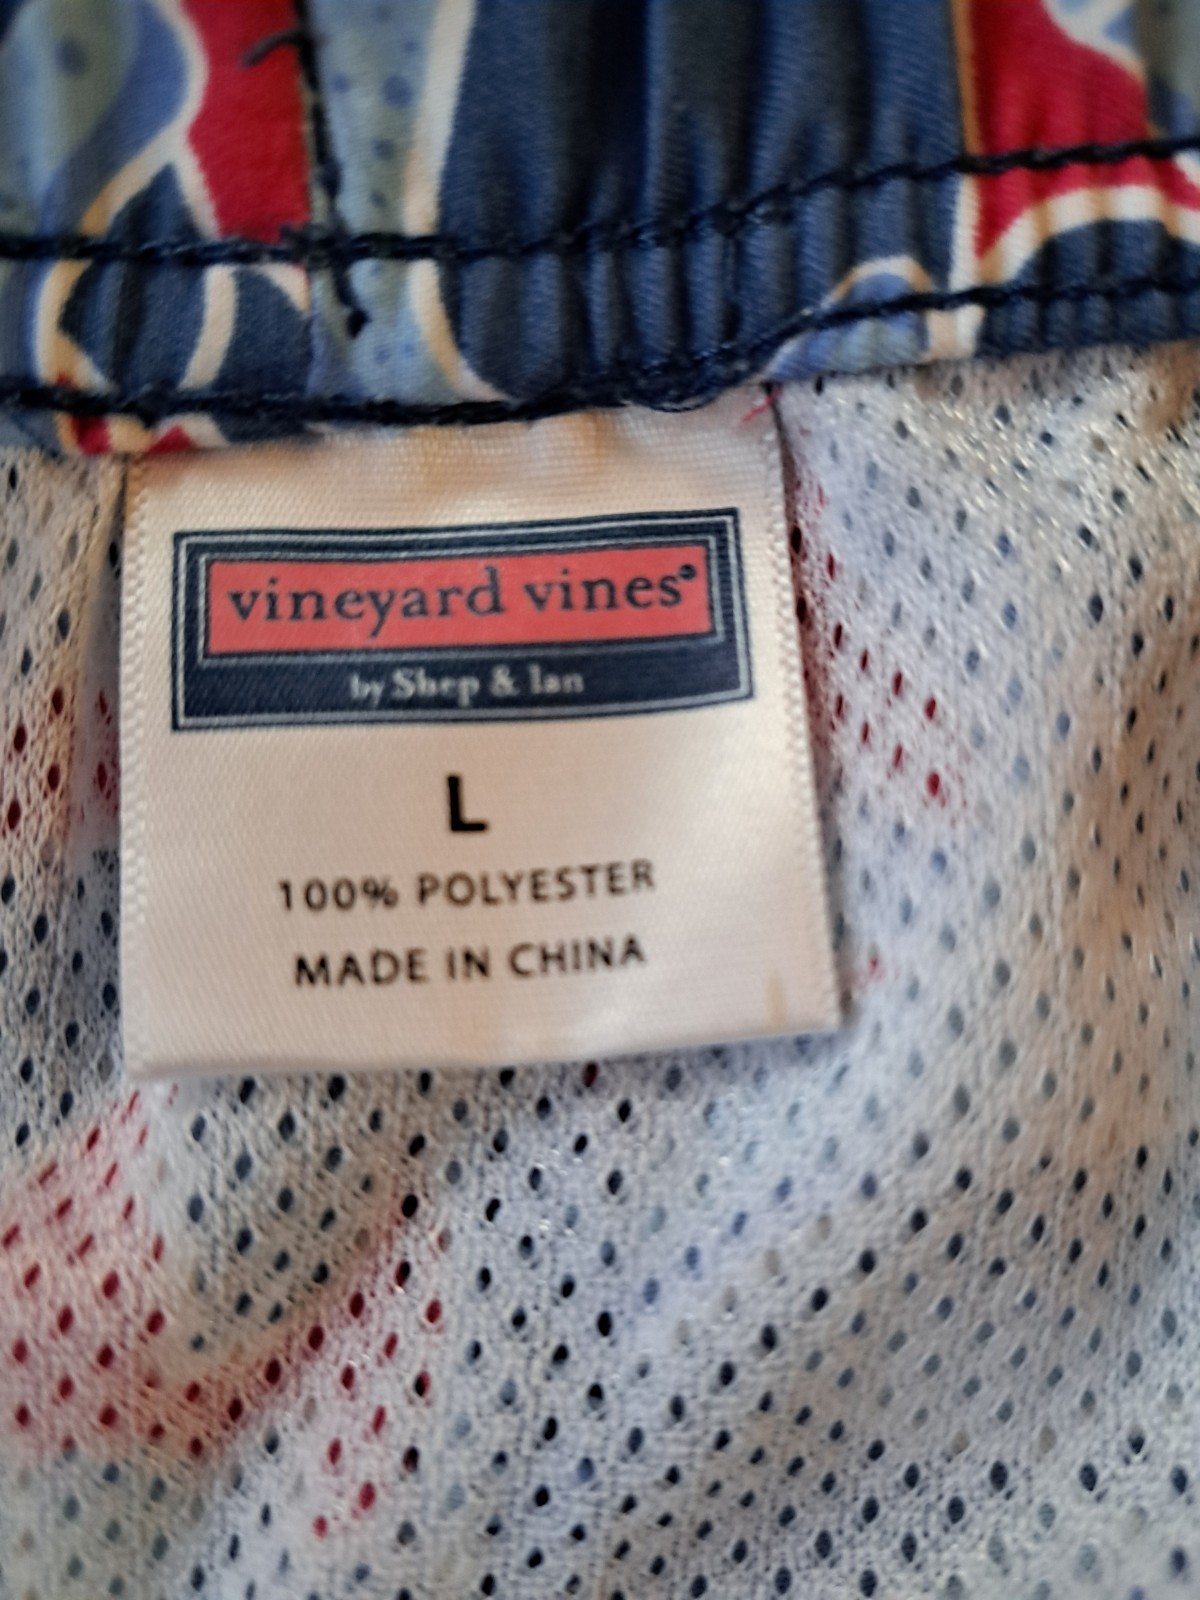 vineyard vines®
by Shep & Ian
L
100% POLYESTER
MADE IN CHINA